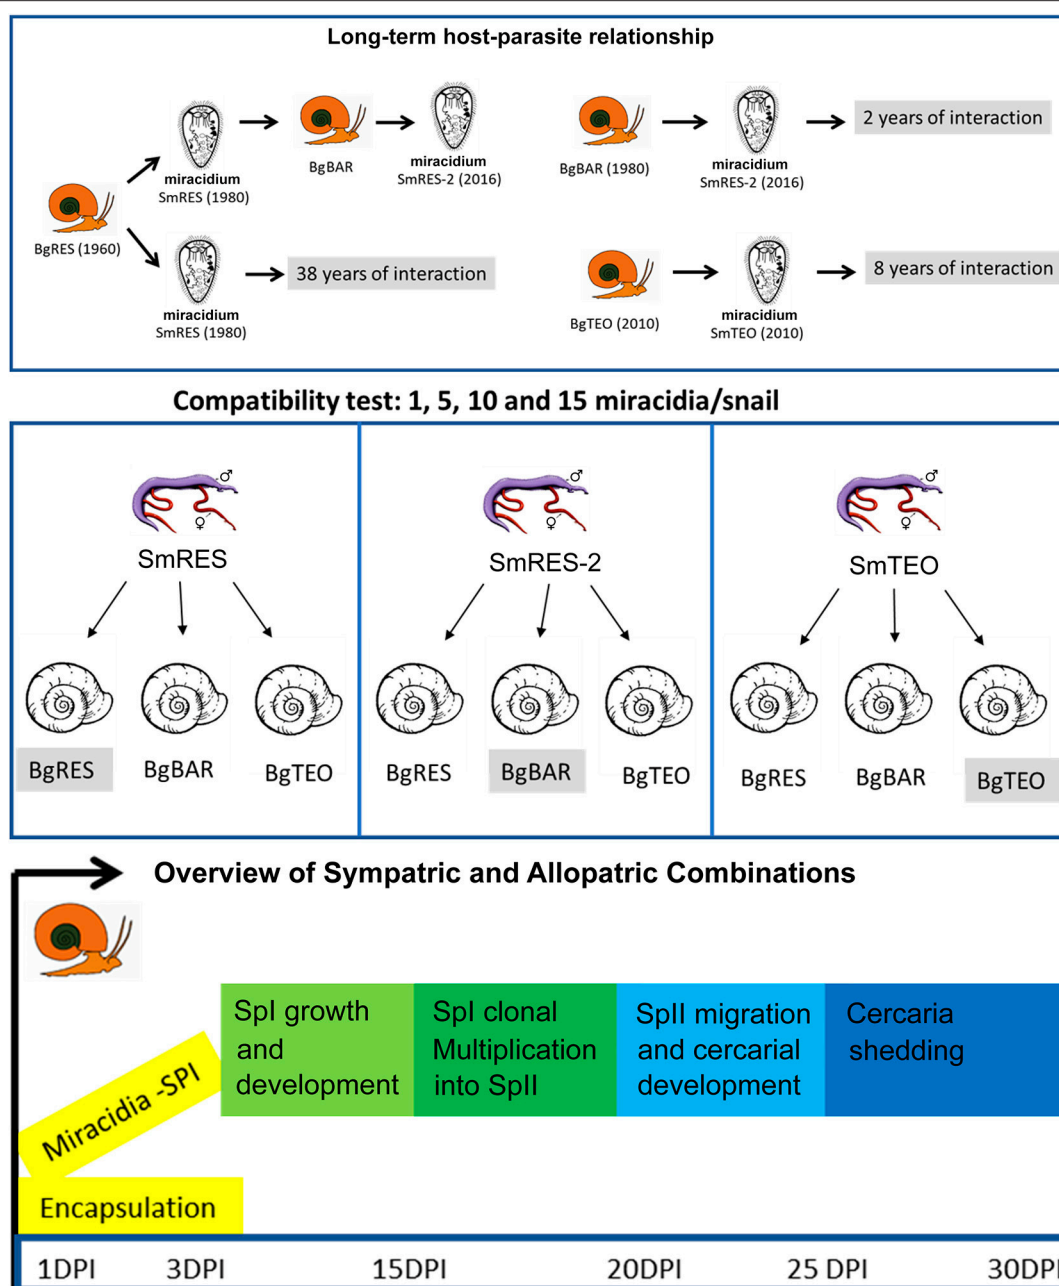 Long-term host-parasite relationship
miracidium
SmRES (1980)
BgBAR
miracidium
SmRES-2 (2016)
BgRES (1960)
miracidium
SmRES (1980)
38 years of interaction
BgBAR (1980)
miracidium
SmRES-2 (2016)
2 years of interaction
BgTEO (2010)
miracidium
SmTEO (2010)
8 years of interaction
Compatibility test: 1, 5, 10 and 15 miracidia/snail
♂
♀
SmRES
BgRES
BgBAR
BgTEO
♂
♀
SmRES-2
BgRES
BgBAR
BgTEO
♂
♀
SmTEO
BgRES
BgBAR
BgTEO
Overview of Sympatric and Allopatric Combinations
Miracidia -SPI
Encapsulation
SpI growth
and
development
SpI clonal
Multiplication
into SpII
SpII migration
and cercarial
development
Cercaria
shedding
1DPI 3DPI 15DPI 20DPI 25 DPI 30DPI